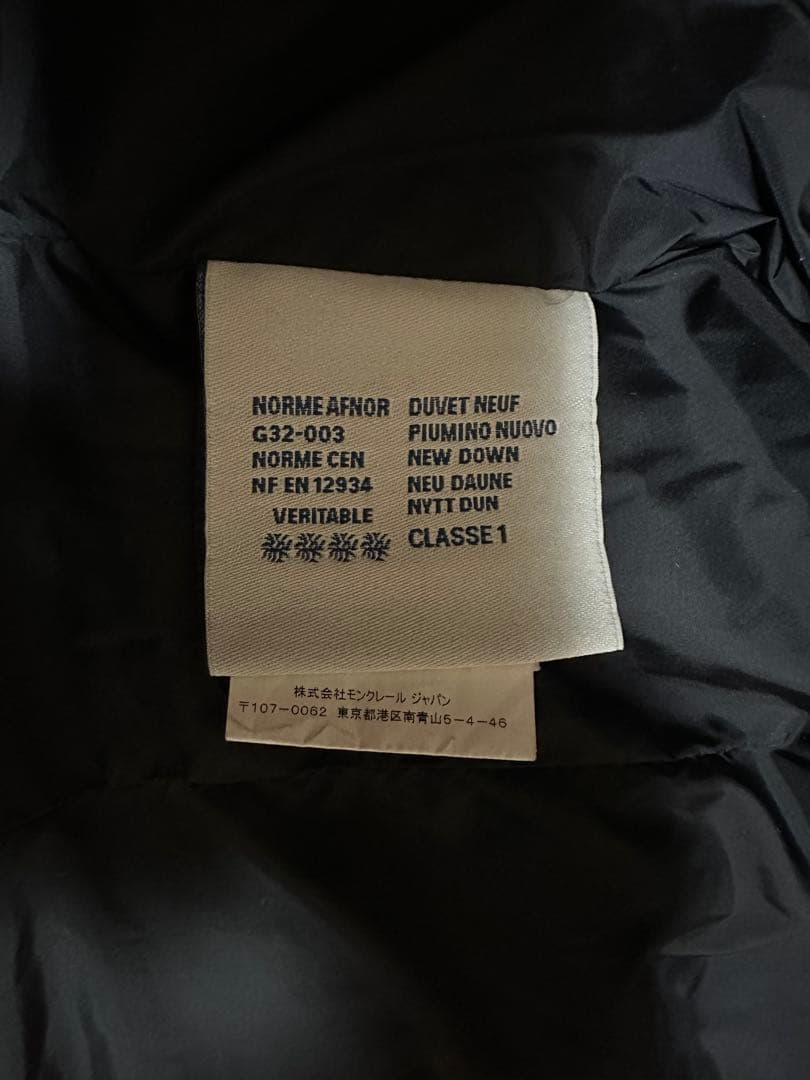 NORME AFNOR
G32-003
NORME CEN
NF EN 12934
VERITABLE
DUVET NEUF
PIUMINO NUOVO
NEW DOWN
NEU DAUNE
NYTT DUN
CLASSE 1
株式会社モンクレール ジャパン
〒107-0062 東京都港区南青山5-4-46